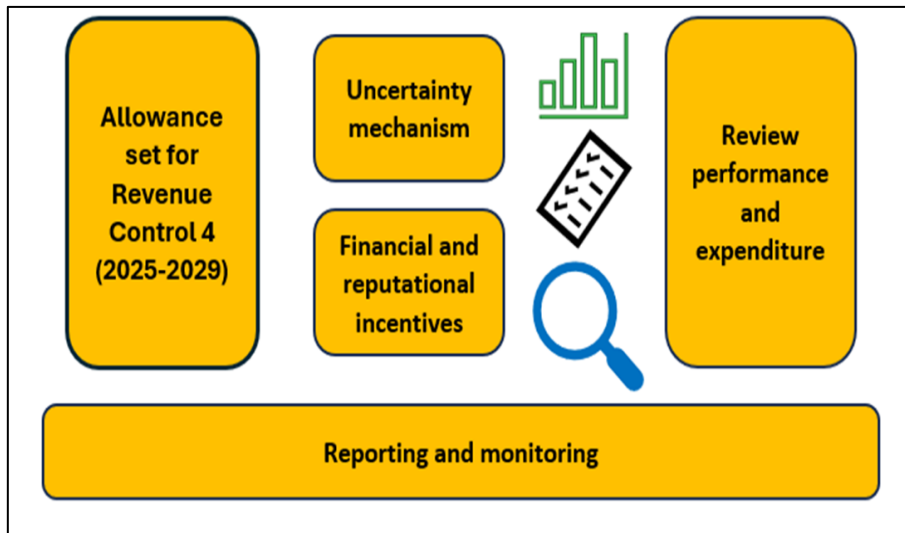 Allowance
set for
Revenue
Control 4
(2025-2029)
Uncertainty
mechanism
Financial and
reputational
incentives
Review
performance
and
expenditure
Reporting and monitoring